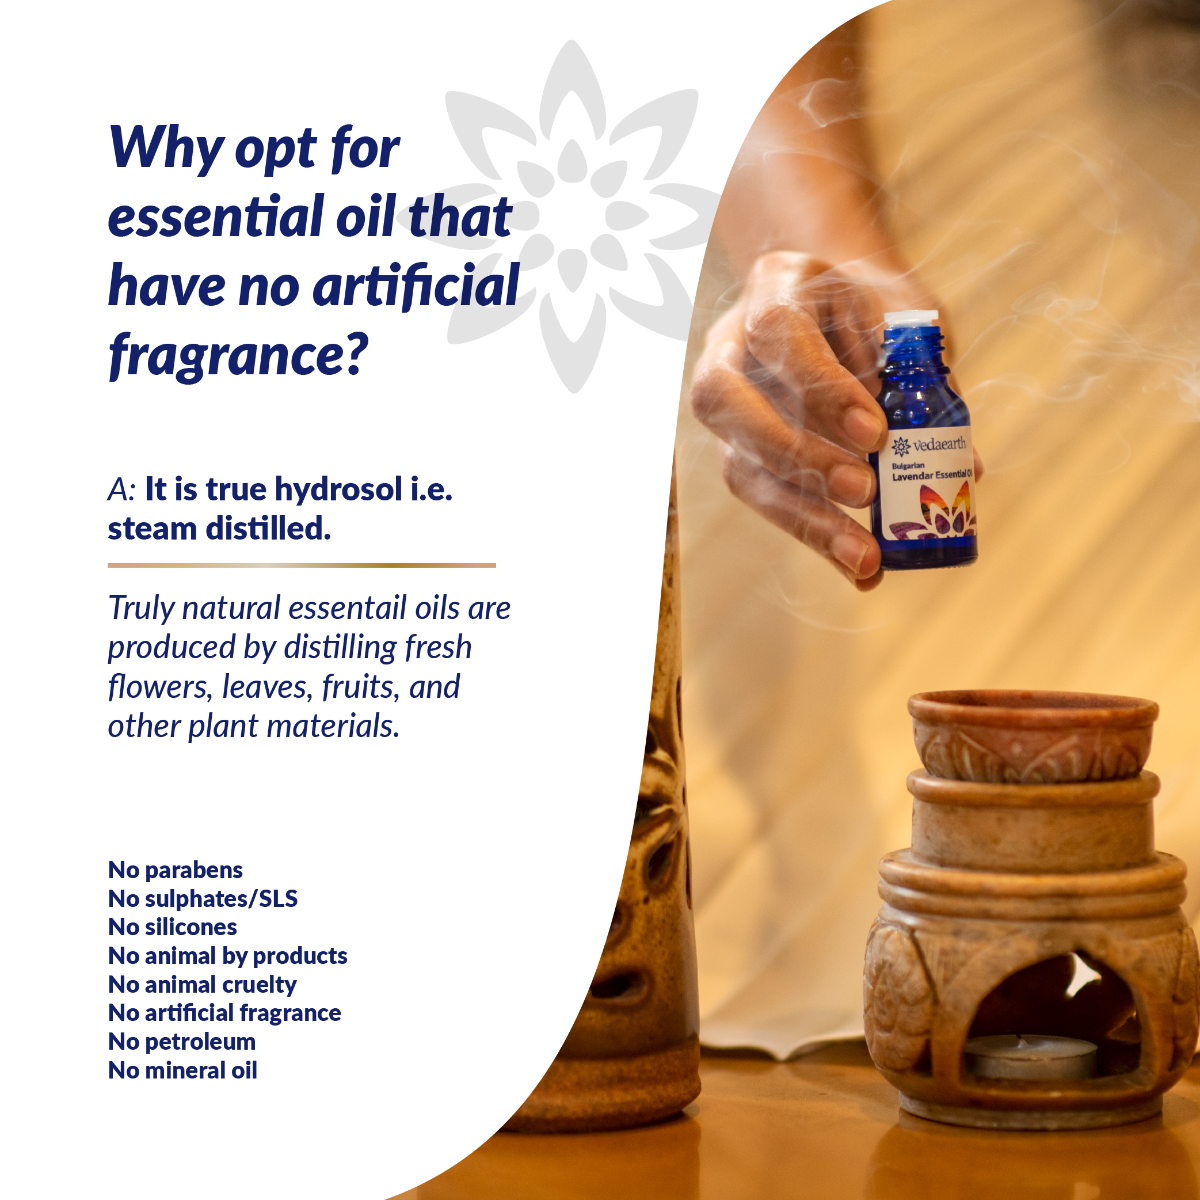 Why opt for
essential oil that
have no artificial
fragrance?
A: It is true hydrosol i.e.
steam distilled.
Truly natural essentail oils are
produced by distilling fresh
flowers, leaves, fruits, and
other plant materials.
No parabens
No sulphates/SLS
No silicones
No animal by products
No animal cruelty
No artificial fragrance
No petroleum
No mineral oil
vedaearth
Bulgarian
Lavendar Essential O